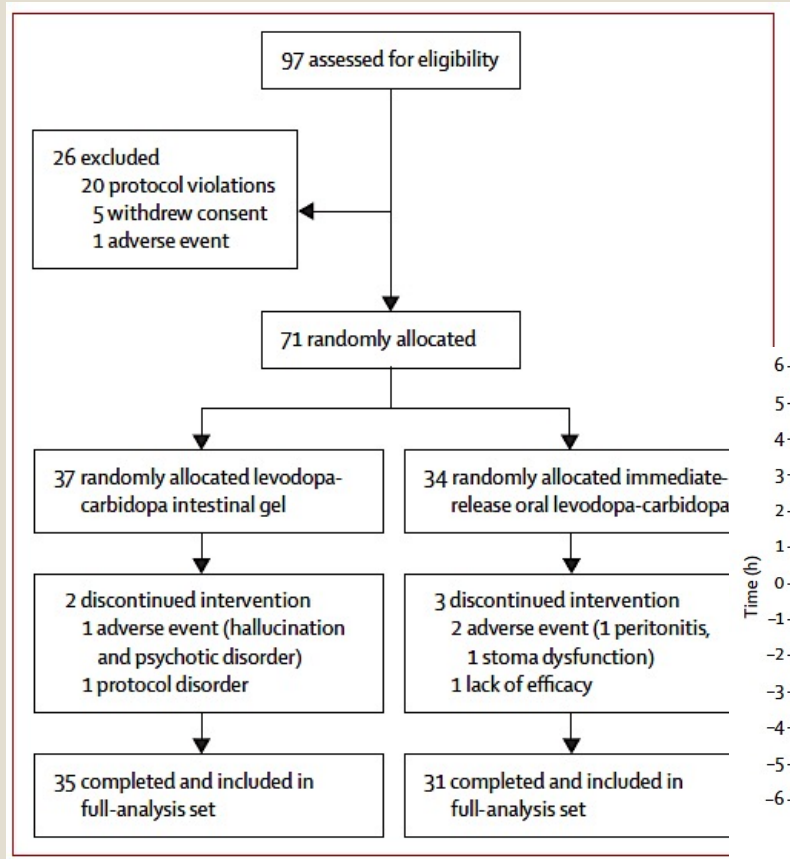 97 assessed for eligibility
26 excluded
20 protocol violations
5 withdrew consent
1 adverse event
71 randomly allocated
37 randomly allocated levodopa-
carbidopa intestinal gel
34 randomly allocated immediate-
release oral levodopa-carbidopa
2 discontinued intervention
1 adverse event (hallucination
and psychotic disorder)
1 protocol disorder
3 discontinued intervention
2 adverse event (1 peritonitis,
1 stoma dysfunction)
1 lack of efficacy
35 completed and included in
full-analysis set
31 completed and included in
full-analysis set
Time (h)
6
5
4
3
2
1
0
−1
−2
−3
−4
−5
−6